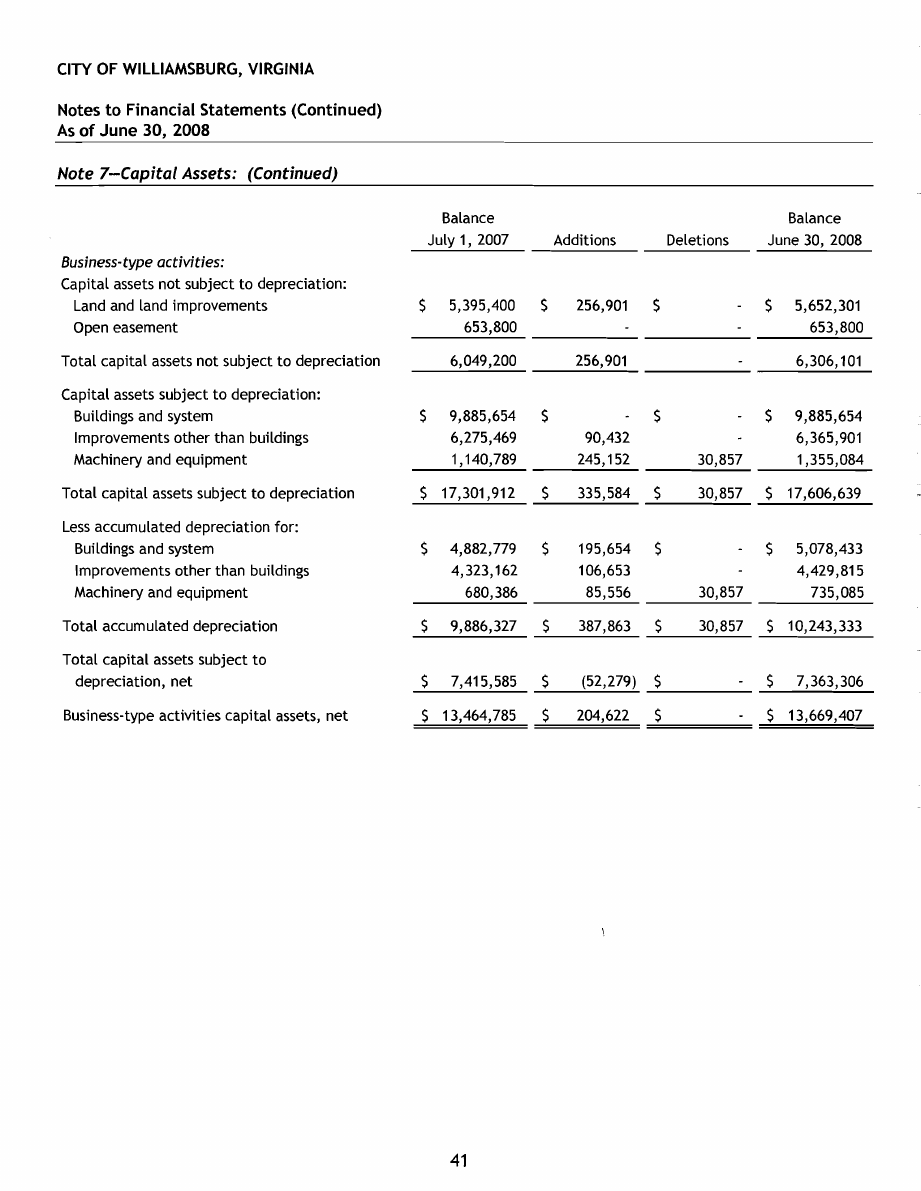 CITY OF WILLIAMSBURG, VIRGINIA
Notes to Financial Statements (Continued)
As of June 30, 2008
Note 7—Capital Assets: (Continued)
Balance Balance
July 1, 2007 Additions Deletions June 30, 2008
Business-type activities:
Capital assets not subject to depreciation:
Land and land improvements $ 5,395,400 $ 256,901 $ - $ 5,652,301
Open easement 653,800 - - 653,800
Total capital assets not subject to depreciation 6,049,200 256,901 - 6,306,101
Capital assets subject to depreciation:
Buildings and system $ 9,885,654 $ - $ - $ 9,885,654
Improvements other than buildings 6,275,469 90,432 - 6,365,901
Machinery and equipment 1,140,789 245,152 30,857 1,355,084
Total capital assets subject to depreciation $ 17,301,912 $ 335,584 $ 30,857 $ 17,606,639
Less accumulated depreciation for:
Buildings and system $ 4,882,779 $ 195,654 $ - $ 5,078,433
Improvements other than buildings 4,323,162 106,653 - 4,429,815
Machinery and equipment 680,386 85,556 30,857 735,085
Total accumulated depreciation $ 9,886,327 $ 387,863 $ 30,857 $ 10,243,333
Total capital assets subject to
depreciation, net $ 7,415,585 $ (52,279) $ - $ 7,363,306
Business-type activities capital assets, net $ 13,464,785 $ 204,622 $ - $ 13,669,407
41